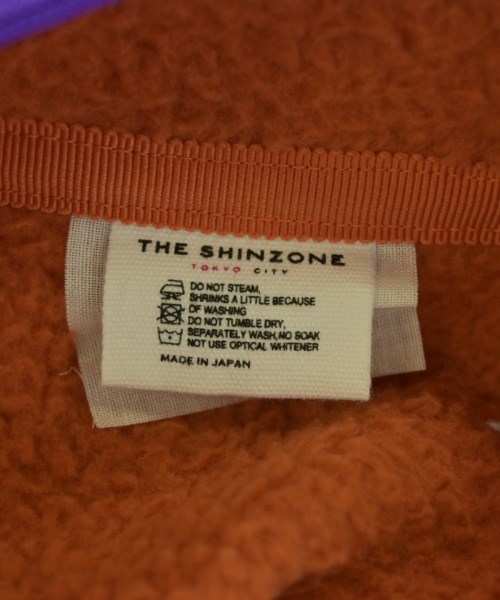 THE SHINZONE
TOKYO CITY
DO NOT STEAM,
SHRINKS A LITTLE BECAUSE
OF WASHING
DO NOT TUMBLE DRY,
SEPARATELY WASH,NO SOAK
NOT USE OPTICAL WHITENER
MADE IN JAPAN